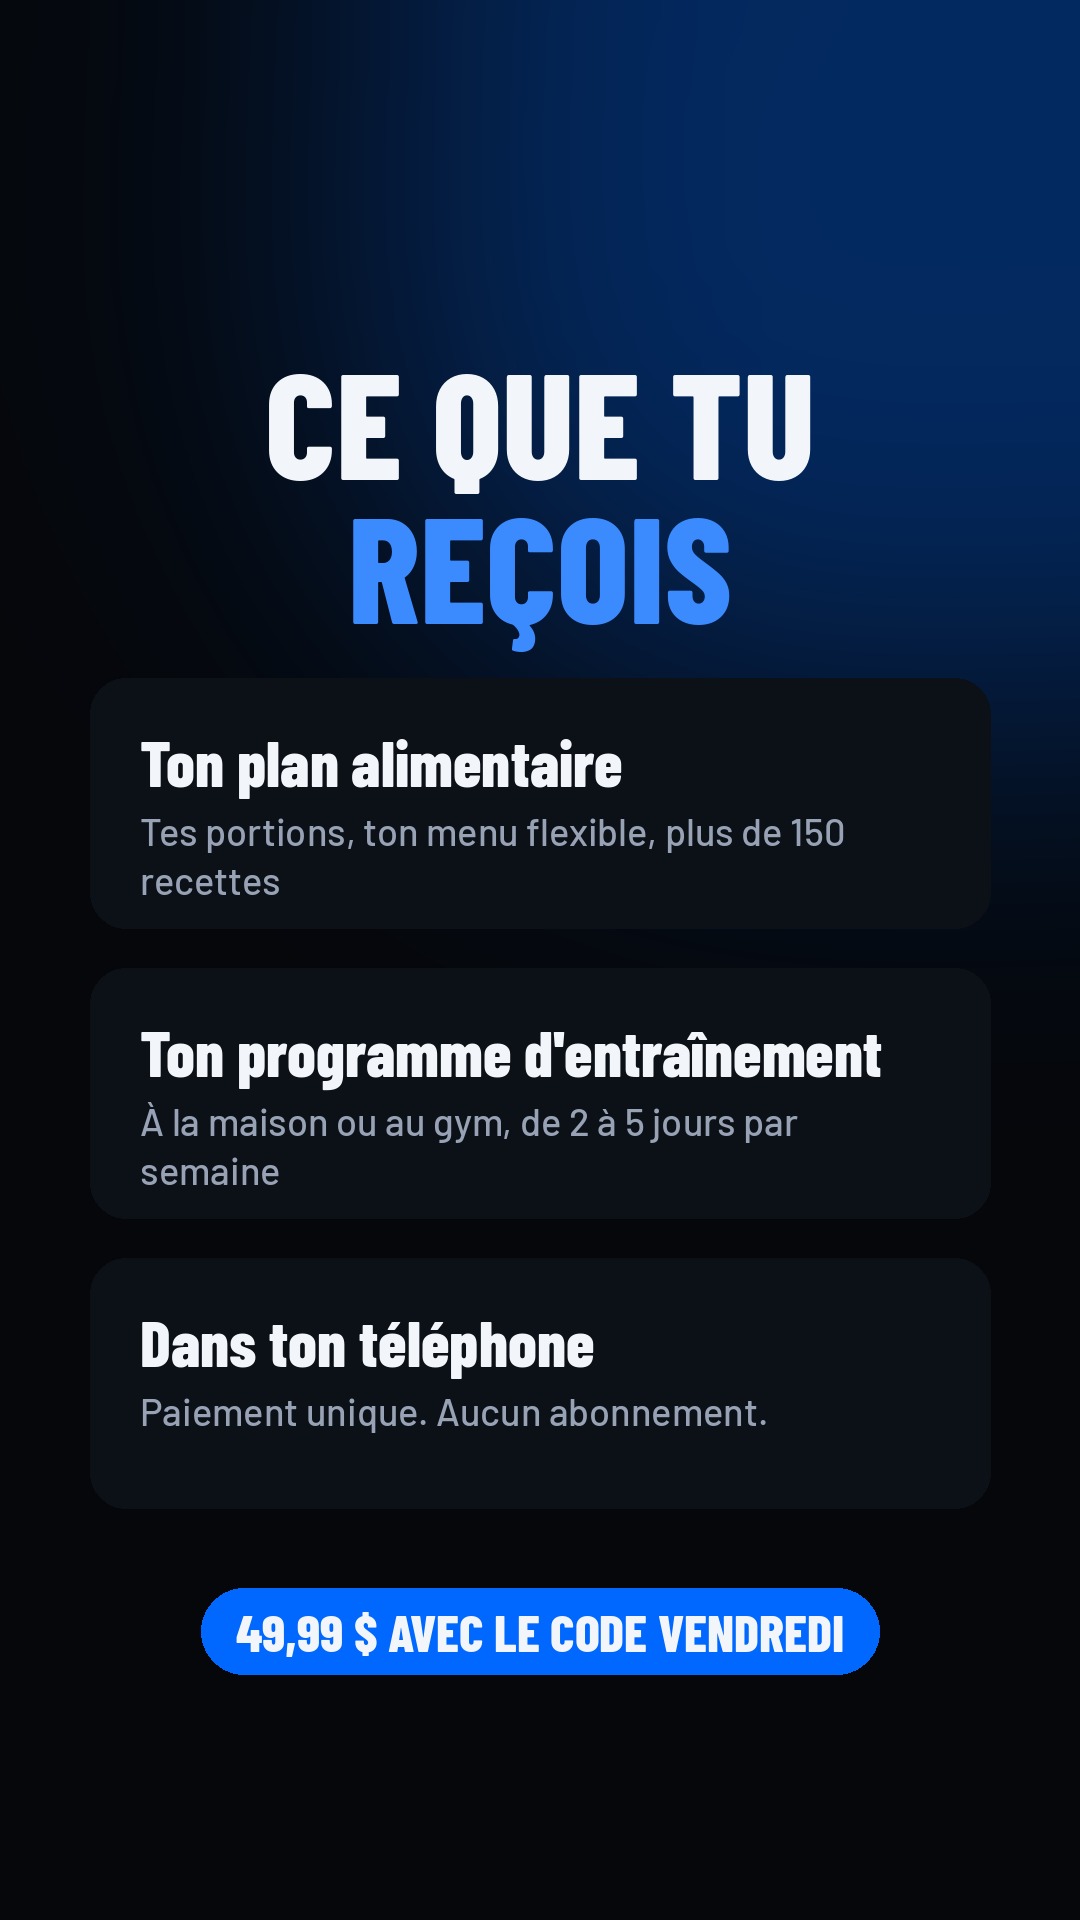 CE QUE TU
REÇOIS
Ton plan alimentaire
Tes portions, ton menu flexible, plus de 150
recettes
Ton programme d'entraînement
À la maison ou au gym, de 2 à 5 jours par
semaine
Dans ton téléphone
Paiement unique. Aucun abonnement.
49,99 $ AVEC LE CODE VENDREDI